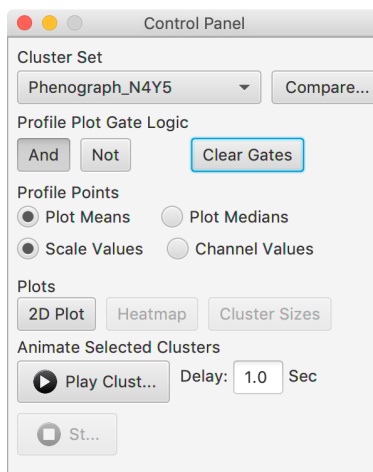 Control Panel
Cluster Set
Phenograph_N4Y5 Compare...
Profile Plot Gate Logic
And Not Clear Gates
Profile Points
Plot Means Plot Medians
Scale Values Channel Values
Plots
2D Plot Heatmap Cluster Sizes
Animate Selected Clusters
Play Clust... Delay: 1.0 Sec
St...